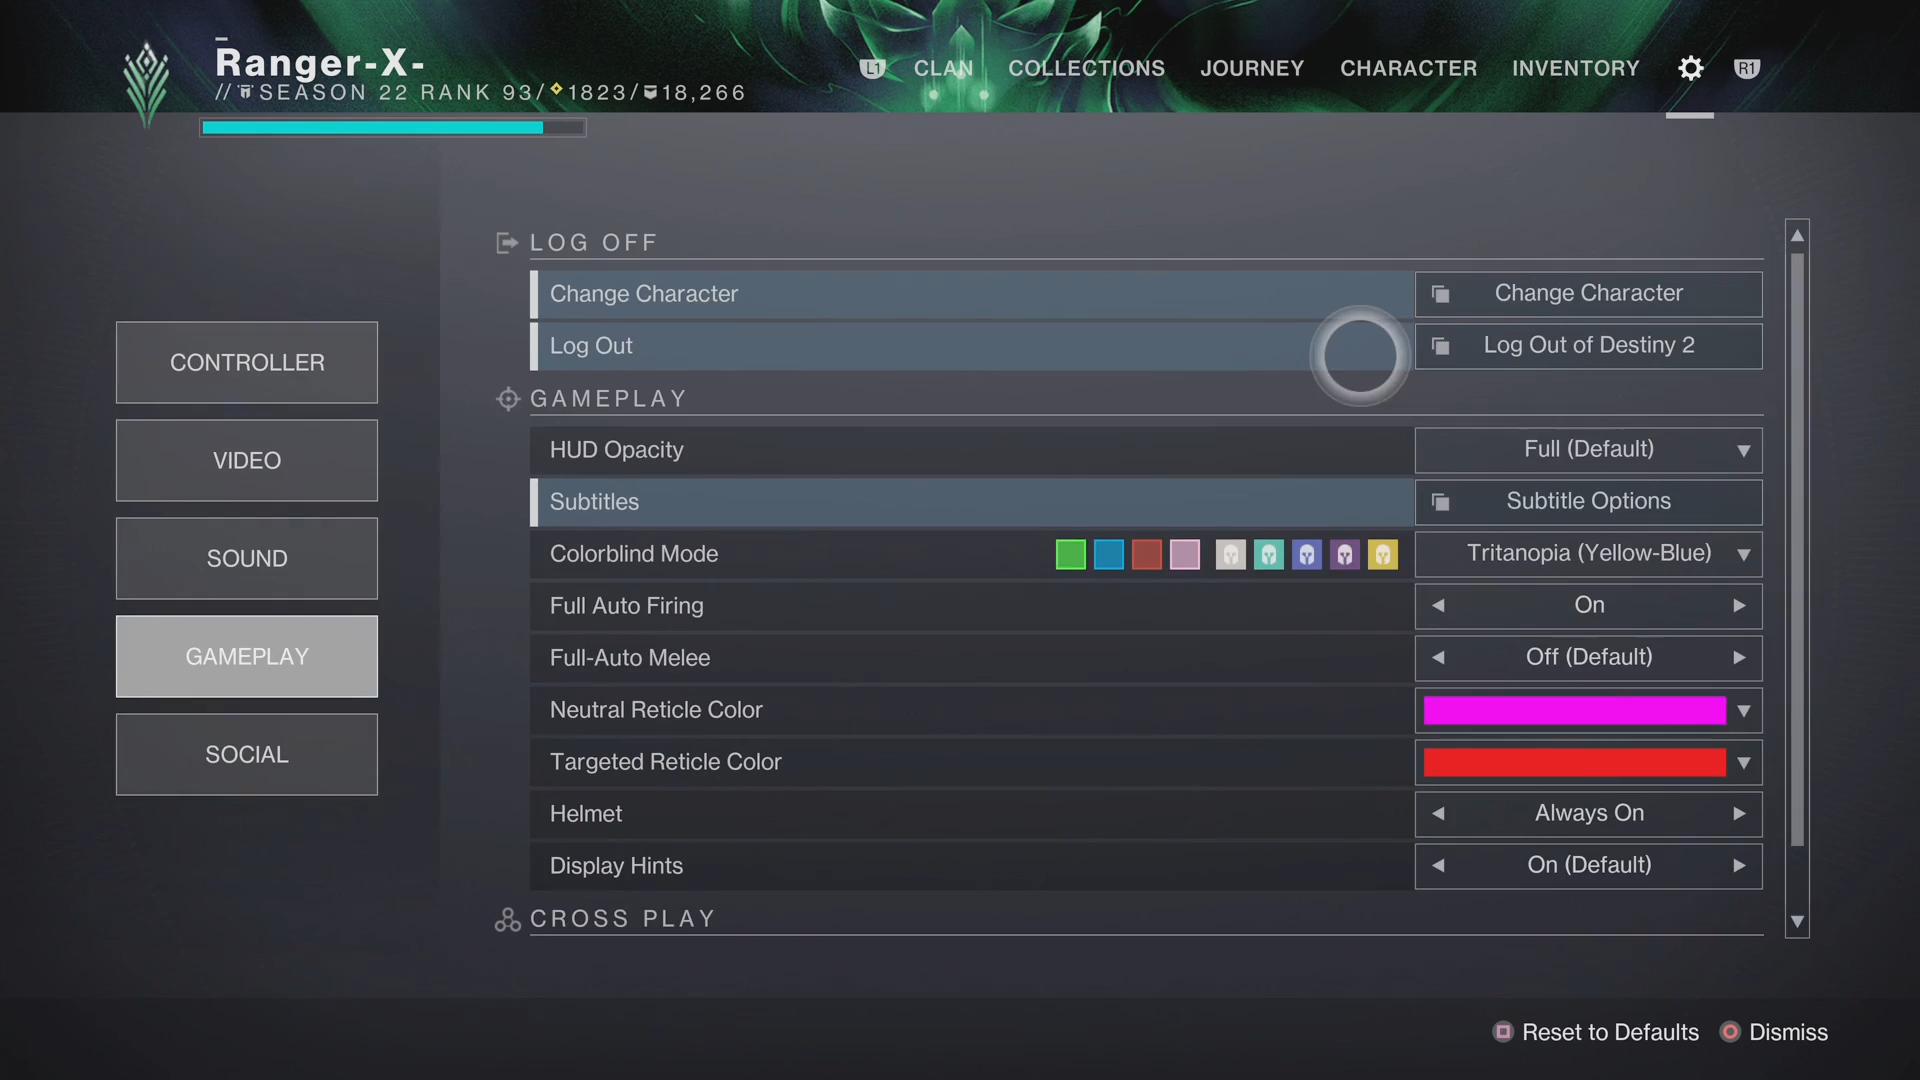 Ranger-X-
// SEASON 22 RANK 93/ 1823/ 18,266
L1 CLAN COLLECTIONS JOURNEY CHARACTER INVENTORY R1
CONTROLLER
VIDEO
SOUND
GAMEPLAY
SOCIAL
LOG OFF
Change Character Change Character
Log Out Log Out of Destiny 2
GAMEPLAY
HUD Opacity Full (Default)
Subtitles Subtitle Options
Colorblind Mode Tritanopia (Yellow-Blue)
Full Auto Firing On
Full-Auto Melee Off (Default)
Neutral Reticle Color
Targeted Reticle Color
Helmet Always On
Display Hints On (Default)
CROSS PLAY
Reset to Defaults Dismiss